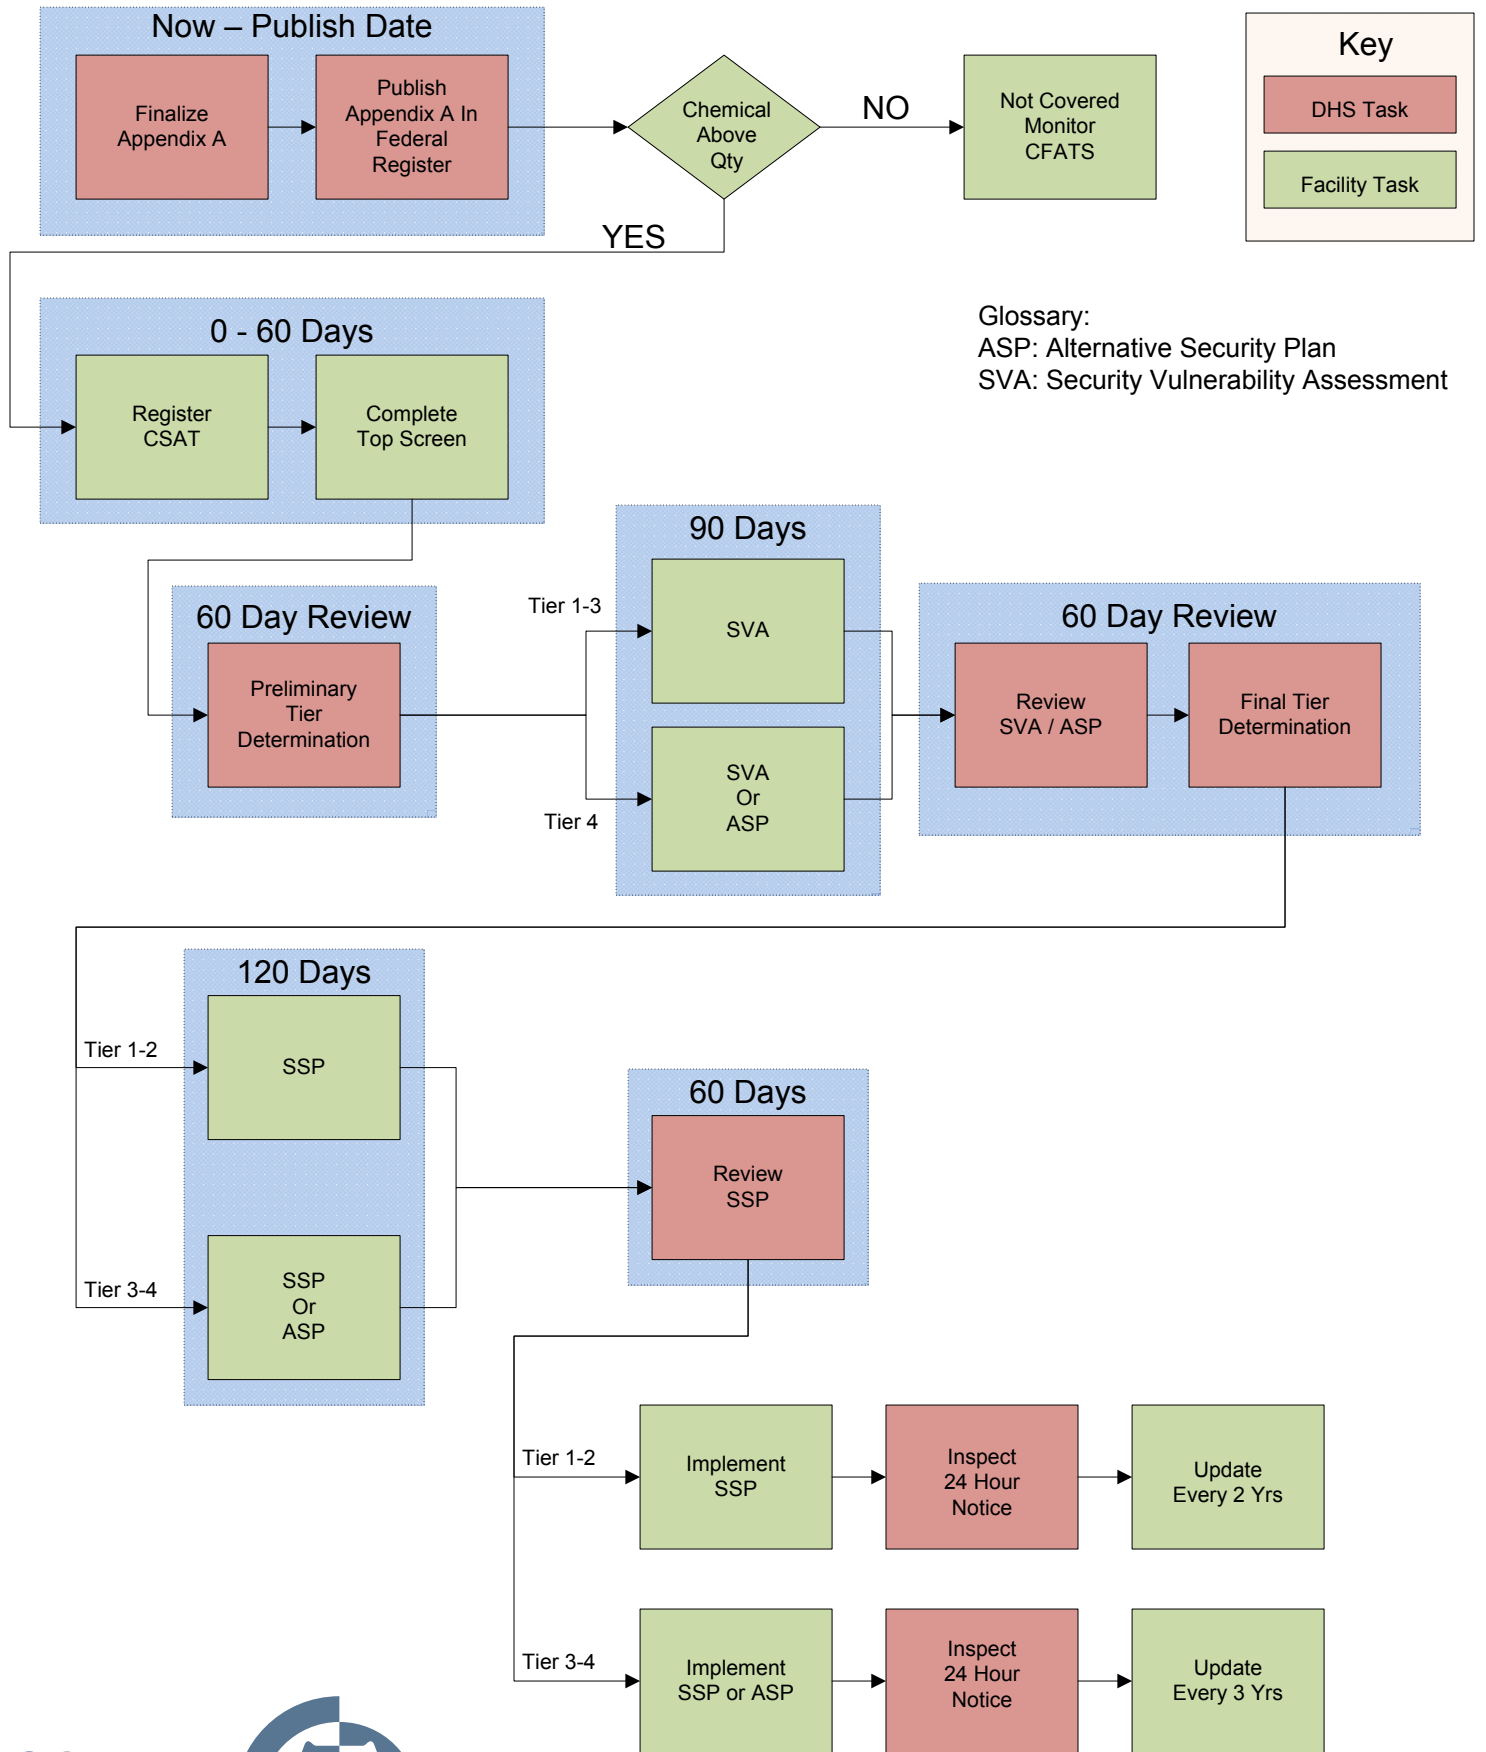 Now – Publish Date
Finalize
Appendix A
Publish
Appendix A In
Federal
Register
Chemical
Above
Qty
NO
Not Covered
Monitor
CFATS
Key
DHS Task
Facility Task
YES
0 - 60 Days
Register
CSAT
Complete
Top Screen
Glossary:
ASP: Alternative Security Plan
SVA: Security Vulnerability Assessment
60 Day Review
Preliminary
Tier
Determination
Tier 1-3
Tier 4
90 Days
SVA
SVA
Or
ASP
60 Day Review
Review
SVA / ASP
Final Tier
Determination
120 Days
Tier 1-2
SSP
Tier 3-4
SSP
Or
ASP
60 Days
Review
SSP
Tier 1-2
Implement
SSP
Inspect
24 Hour
Notice
Update
Every 2 Yrs
Tier 3-4
Implement
SSP or ASP
Inspect
24 Hour
Notice
Update
Every 3 Yrs